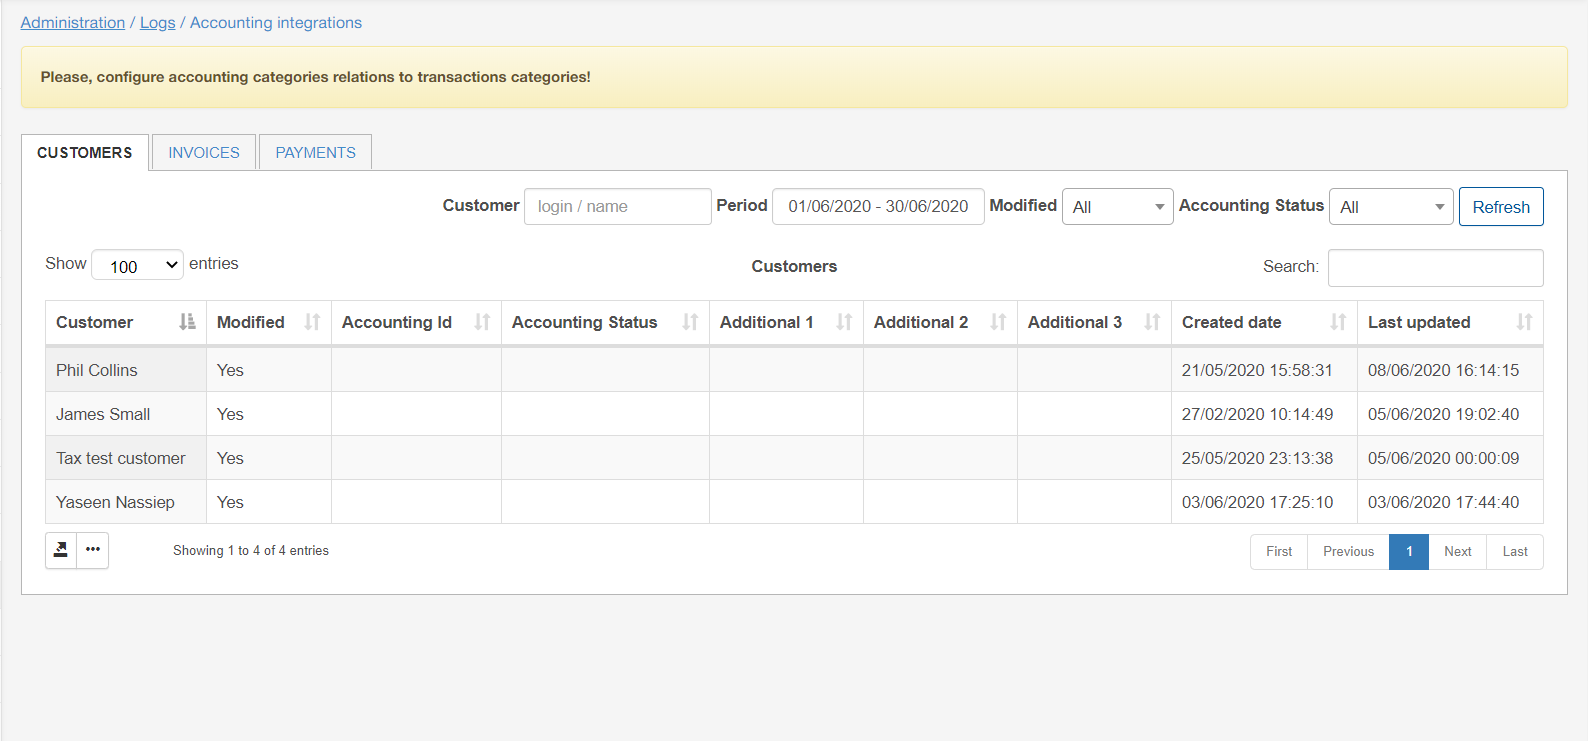 Administration / Logs / Accounting integrations
Please, configure accounting categories relations to transactions categories!
CUSTOMERS INVOICES PAYMENTS
Customer login / name Period 01/06/2020 - 30/06/2020 Modified All Accounting Status All Refresh
Show 100 entries Customers Search:
Customer Modified Accounting Id Accounting Status Additional 1 Additional 2 Additional 3 Created date Last updated
Phil Collins Yes 21/05/2020 15:58:31 08/06/2020 16:14:15
James Small Yes 27/02/2020 10:14:49 05/06/2020 19:02:40
Tax test customer Yes 25/05/2020 23:13:38 05/06/2020 00:00:09
Yaseen Nassiep Yes 03/06/2020 17:25:10 03/06/2020 17:44:40
Showing 1 to 4 of 4 entries First Previous 1 Next Last